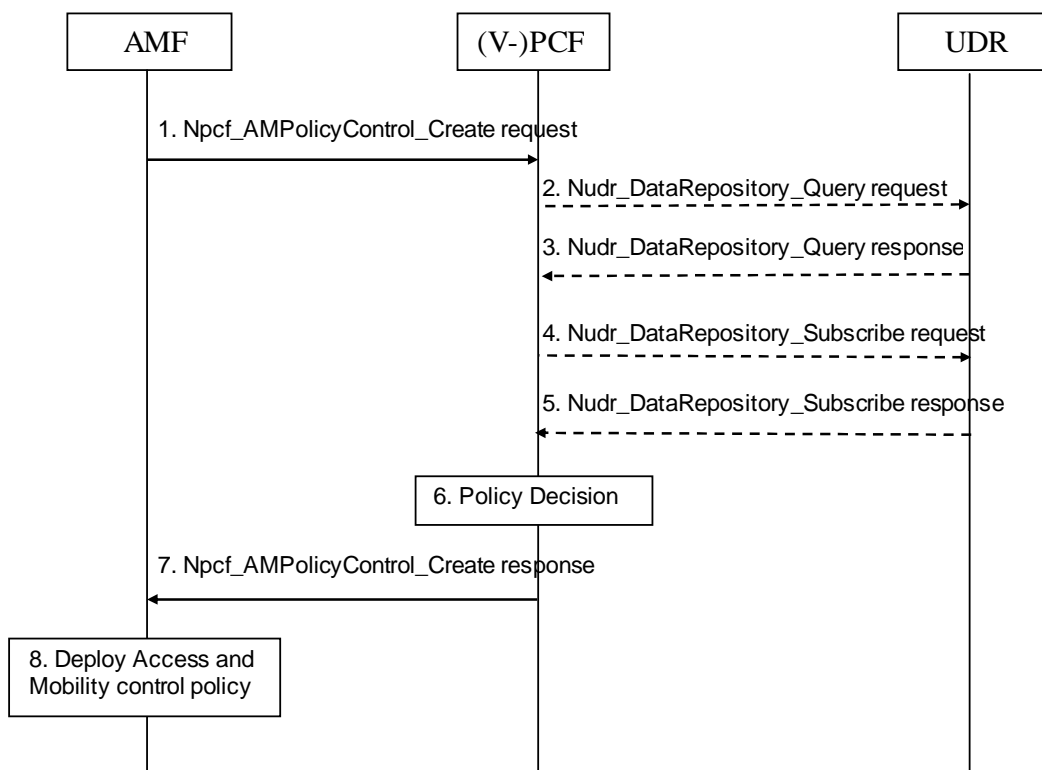 AMF
(V-)PCF
UDR
1. Npcf_AMPolicyControl_Create request
2. Nudr_DataRepository_Query request
3. Nudr_DataRepository_Query response
4. Nudr_DataRepository_Subscribe request
5. Nudr_DataRepository_Subscribe response
6. Policy Decision
7. Npcf_AMPolicyControl_Create response
8. Deploy Access and
Mobility control policy